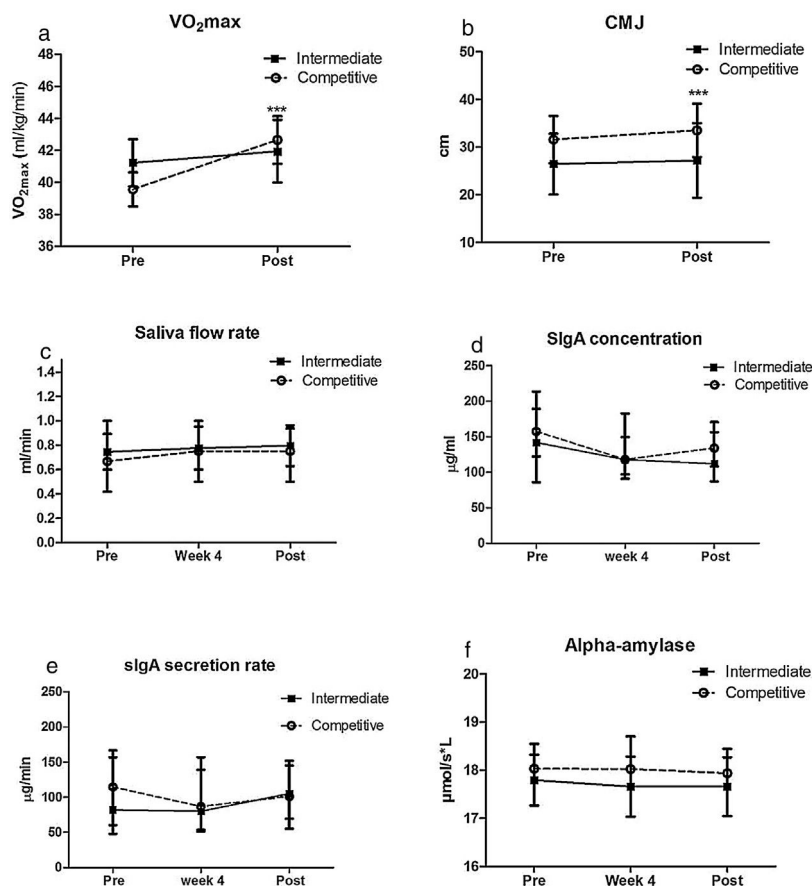 a
VO2max
Intermediate
Competitive
VO2max (ml/kg/min)
48
46
44
42
40
38
36
***
Pre
Post
b
CMJ
Intermediate
Competitive
cm
50
40
30
20
10
***
Pre
Post
c
Saliva flow rate
Intermediate
Competitive
ml/min
1.4
1.2
1.0
0.8
0.6
0.4
0.2
0.0
Pre
Week 4
Post
d
SIgA concentration
Intermediate
Competitive
µg/ml
250
200
150
100
50
0
Pre
week 4
Post
e
sIgA secretion rate
Intermediate
Competitive
µg/min
250
200
150
100
50
0
Pre
week 4
Post
f
Alpha-amylase
Intermediate
Competitive
µmol/s*L
20
19
18
17
16
Pre
Week 4
Post